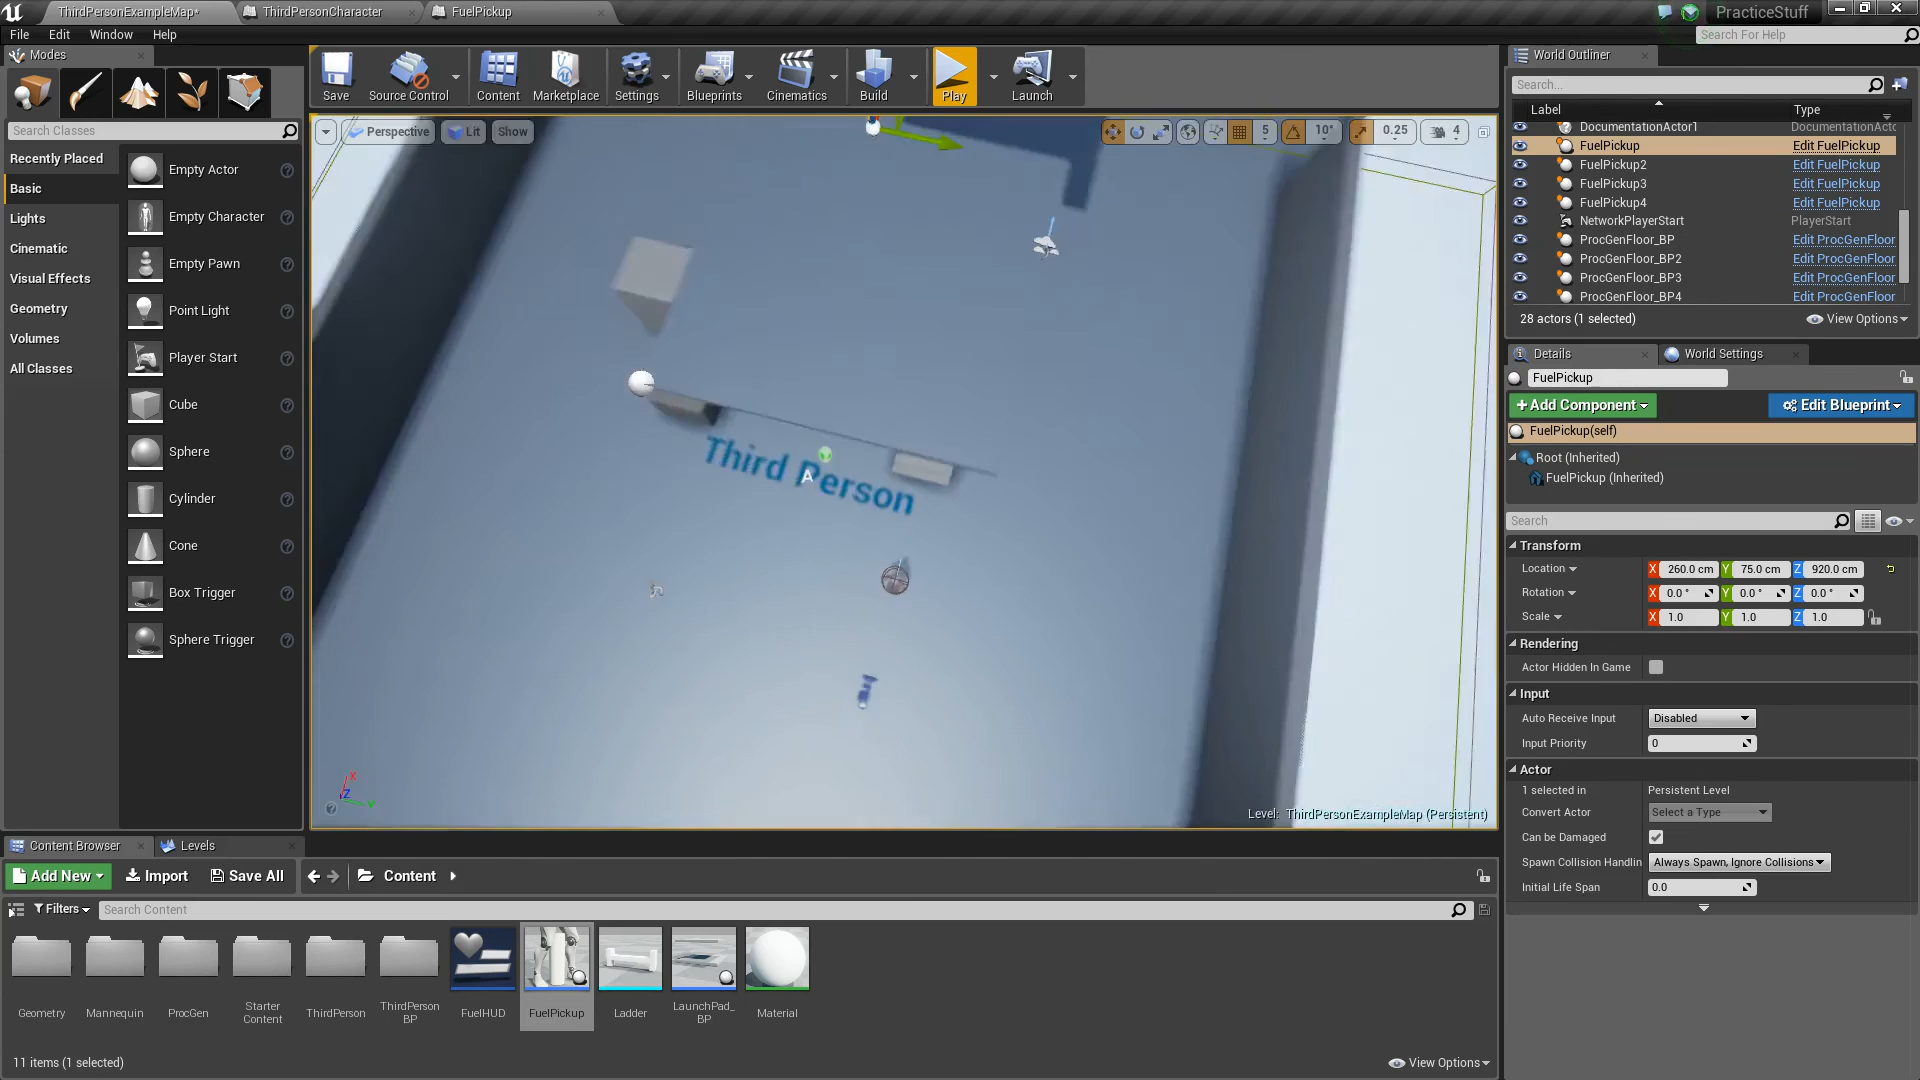 ThirdPersonExampleMap*
ThirdPersonCharacter
FuelPickup
PracticeStuff
File Edit Window Help
Search For Help
Modes
Search Classes
Recently Placed
Basic
Lights
Cinematic
Visual Effects
Geometry
Volumes
All Classes
Empty Actor
Empty Character
Empty Pawn
Point Light
Player Start
Cube
Sphere
Cylinder
Cone
Box Trigger
Sphere Trigger
Save
Source Control
Content
Marketplace
Settings
Blueprints
Cinematics
Build
Play
Launch
Perspective
Lit
Show
5
10°
0.25
4
Third Person
A
X
Z
Y
Level: ThirdPersonExampleMap (Persistent)
World Outliner
Search...
Label Type
DocumentationActor1 DocumentationActo
FuelPickup Edit FuelPickup
FuelPickup2 Edit FuelPickup
FuelPickup3 Edit FuelPickup
FuelPickup4 Edit FuelPickup
NetworkPlayerStart PlayerStart
ProcGenFloor_BP Edit ProcGenFloor
ProcGenFloor_BP2 Edit ProcGenFloor
ProcGenFloor_BP3 Edit ProcGenFloor
ProcGenFloor_BP4 Edit ProcGenFloor
28 actors (1 selected)
View Options
Details
World Settings
FuelPickup
+Add Component
Edit Blueprint
FuelPickup(self)
Root (Inherited)
FuelPickup (Inherited)
Search
Transform
Location X 260.0 cm Y 75.0 cm Z 920.0 cm
Rotation X 0.0 ° Y 0.0 ° Z 0.0 °
Scale X 1.0 Y 1.0 Z 1.0
Rendering
Actor Hidden In Game
Input
Auto Receive Input Disabled
Input Priority 0
Actor
1 selected in Persistent Level
Convert Actor Select a Type
Can be Damaged
Spawn Collision Handlin Always Spawn, Ignore Collisions
Initial Life Span 0.0
Content Browser
Levels
Add New
Import
Save All
Content
Filters
Search Content
Geometry
Mannequin
ProcGen
Starter
Content
ThirdPerson
ThirdPerson
BP
FuelHUD
FuelPickup
Ladder
LaunchPad_
BP
Material
11 items (1 selected)
View Options